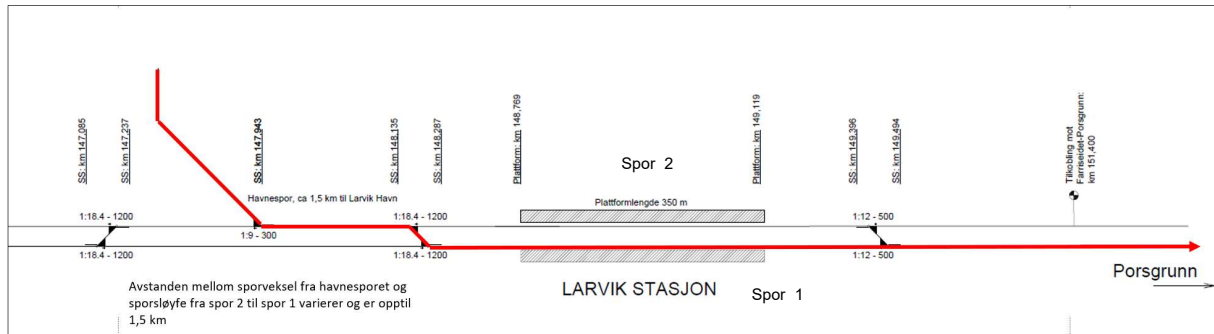 SS: km 147,085
SS: km 147,237
SS: km 147,943
SS: km 148,135
SS: km 148,287
Plattform: km 148,769
Plattform: km 149,119
SS: km 149,396
SS: km 149,494
Tilkobling mot
Farriseidet-Porsgrunn:
km 151,400
Spor 2
Havnespor, ca 1,5 km til Larvik Havn
Plattformlengde 350 m
1:18.4 - 1200
1:18.4 - 1200
1:12 - 500
1:9 - 300
1:18.4 - 1200
1:18.4 - 1200
1:12 - 500
Porsgrunn
LARVIK STASJON
Spor 1
Avstanden mellom sporveksel fra havnesporet og
sporsløyfe fra spor 2 til spor 1 varierer og er opptil
1,5 km